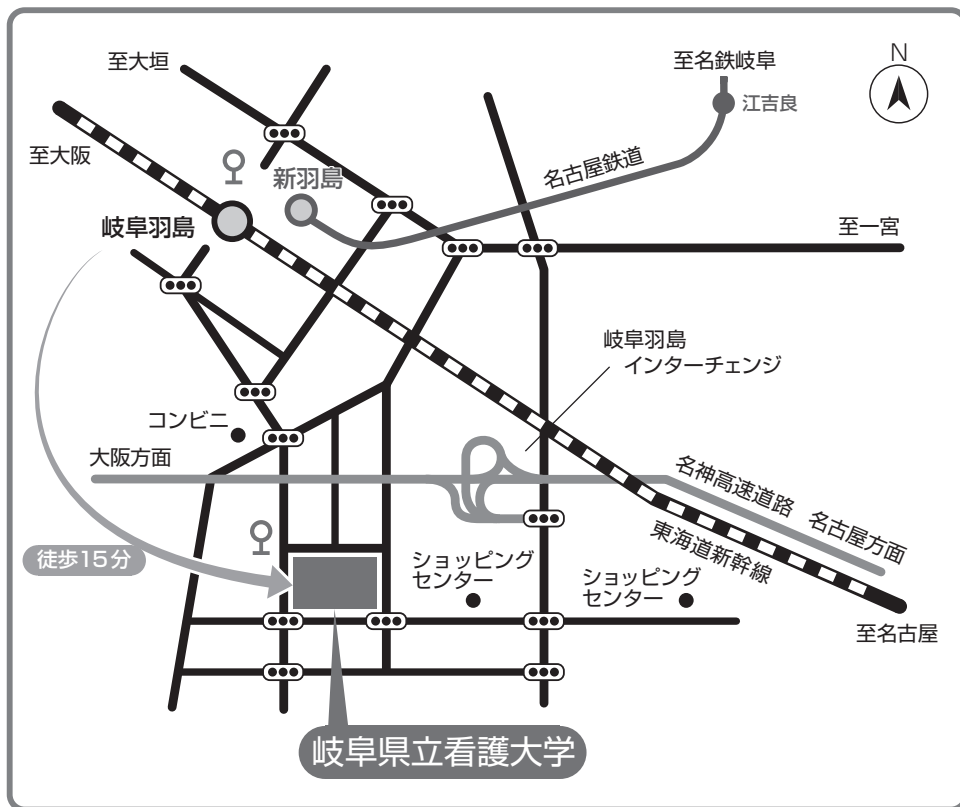 至大垣
至名鉄岐阜
N
江吉良
至大阪
名古屋鉄道
新羽島
岐阜羽島
至一宮
岐阜羽島
インターチェンジ
コンビニ
大阪方面
名神高速道路
名古屋方面
東海道新幹線
徒歩15分
ショッピング
センター
ショッピング
センター
至名古屋
岐阜県立看護大学